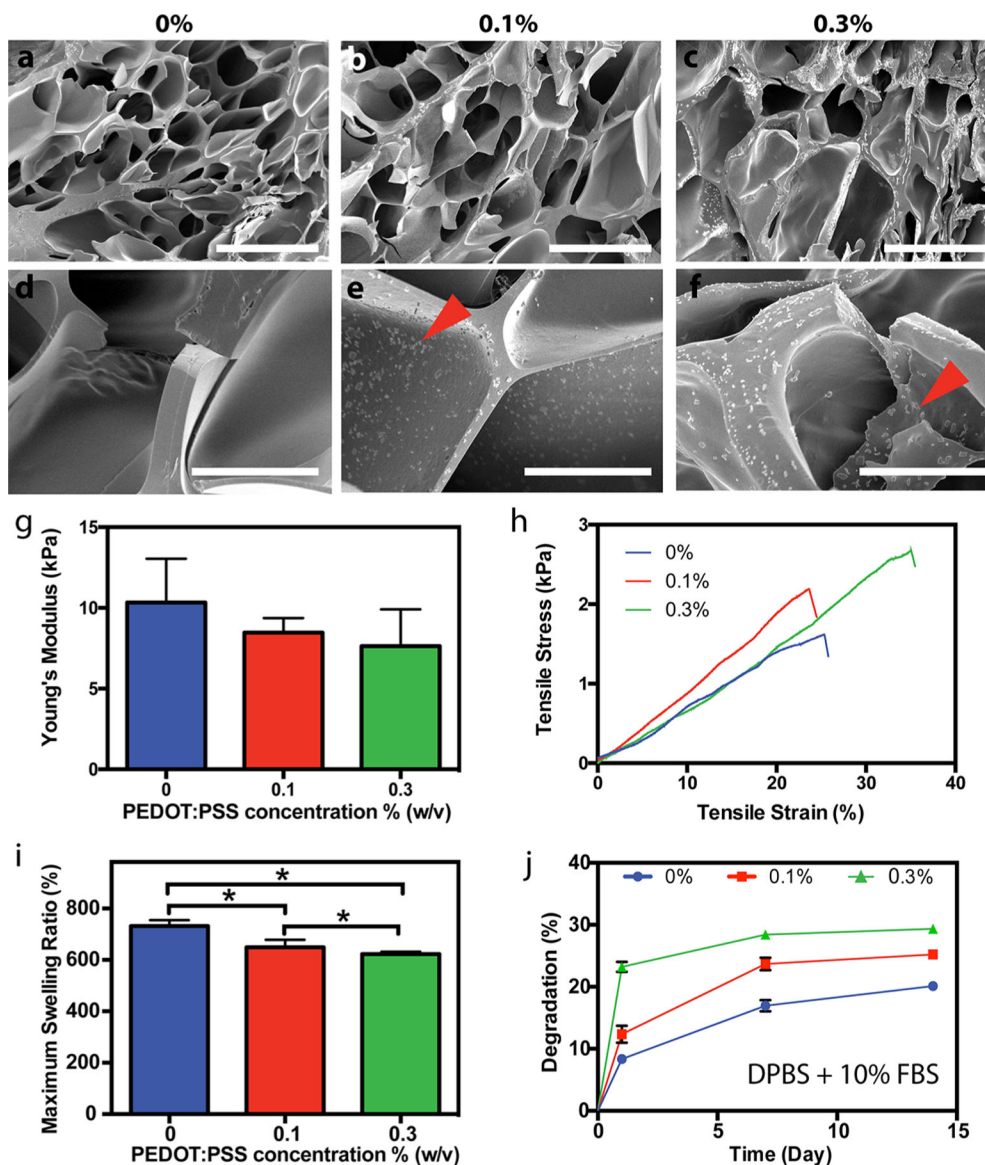 0% 0.1% 0.3%
a b c
d e f
g
Young's Modulus (kPa)
15
10
5
0
0 0.1 0.3
PEDOT:PSS concentration % (w/v)
h
Tensile Stress (kPa)
3
2
1
0
0%
0.1%
0.3%
0 10 20 30 40
Tensile Strain (%)
i
Maximum Swelling Ratio (%)
800
600
400
200
0
*
* *
0 0.1 0.3
PEDOT:PSS concentration % (w/v)
j
Degradation (%)
40
30
20
10
0
0% 0.1% 0.3%
DPBS + 10% FBS
0 5 10 15
Time (Day)